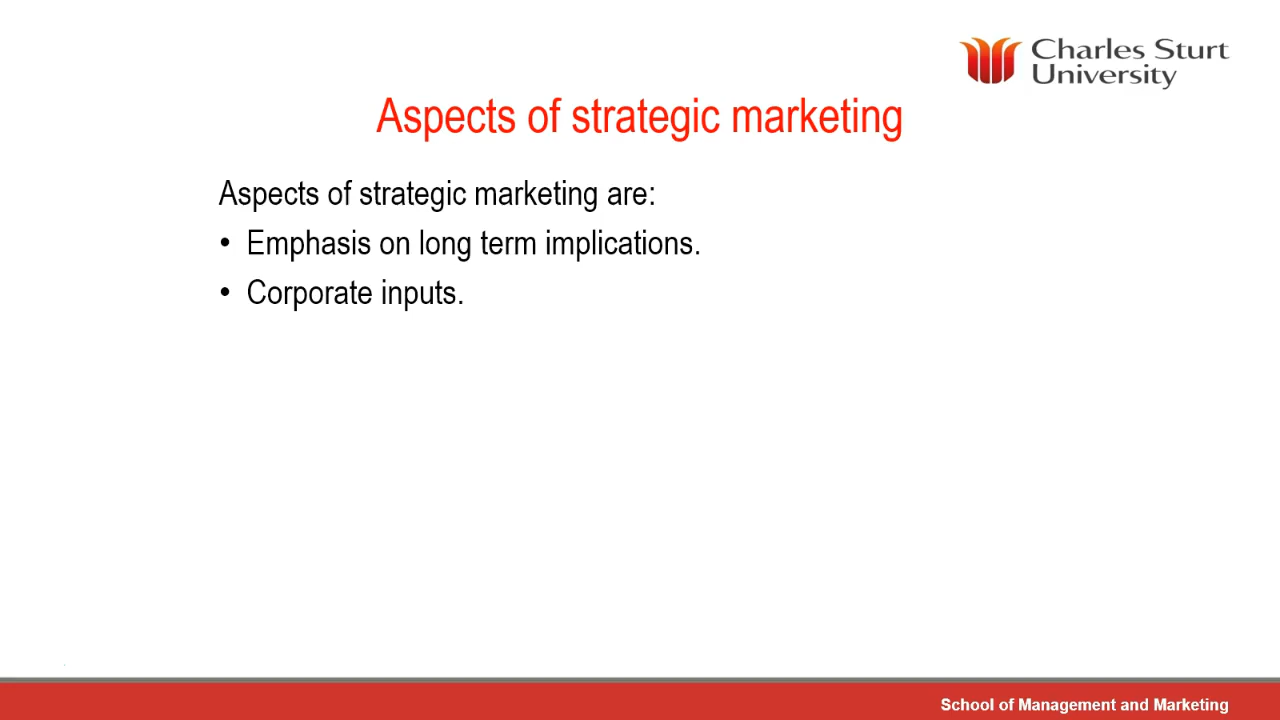 Charles Sturt
University
Aspects of strategic marketing
Aspects of strategic marketing are:
• Emphasis on long term implications.
• Corporate inputs.
School of Management and Marketing